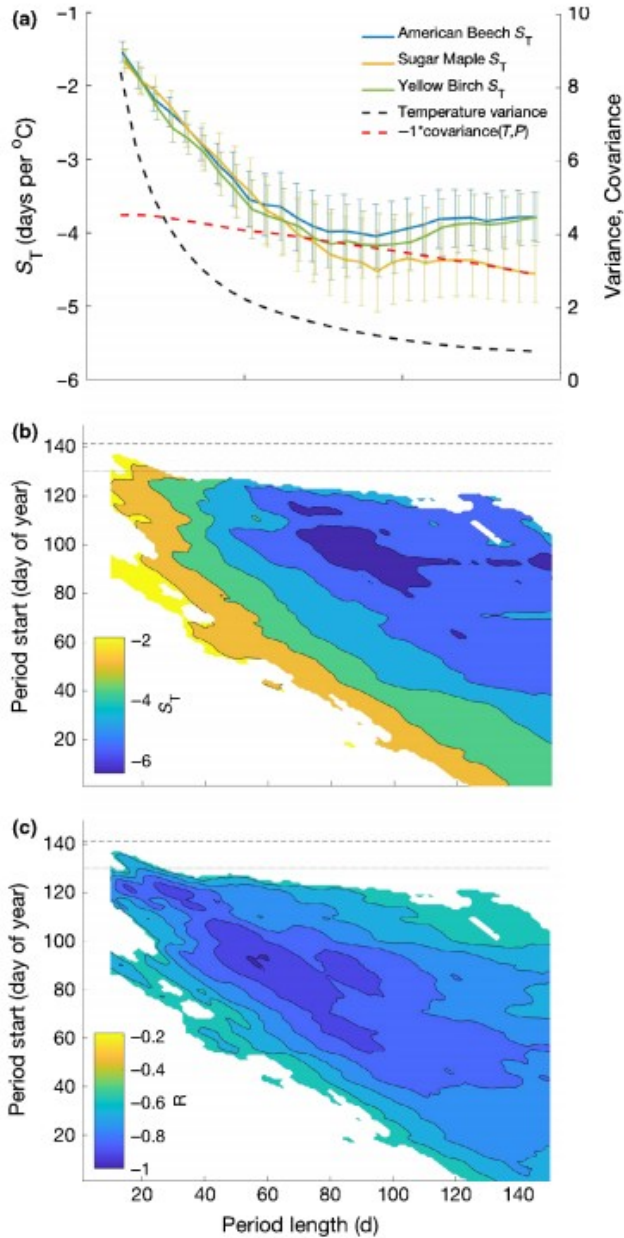 (a)
−1
−2
−3
−4
−5
−6
S_T (days per °C)
10
8
6
4
2
0
Variance, Covariance
American Beech S_T
Sugar Maple S_T
Yellow Birch S_T
Temperature variance
−1*covariance(T,P)
(b)
140
120
100
80
60
40
20
Period start (day of year)
−2
−4
−6
S_T
(c)
140
120
100
80
60
40
20
Period start (day of year)
−0.2
−0.4
−0.6
−0.8
−1
R
20 40 60 80 100 120 140
Period length (d)